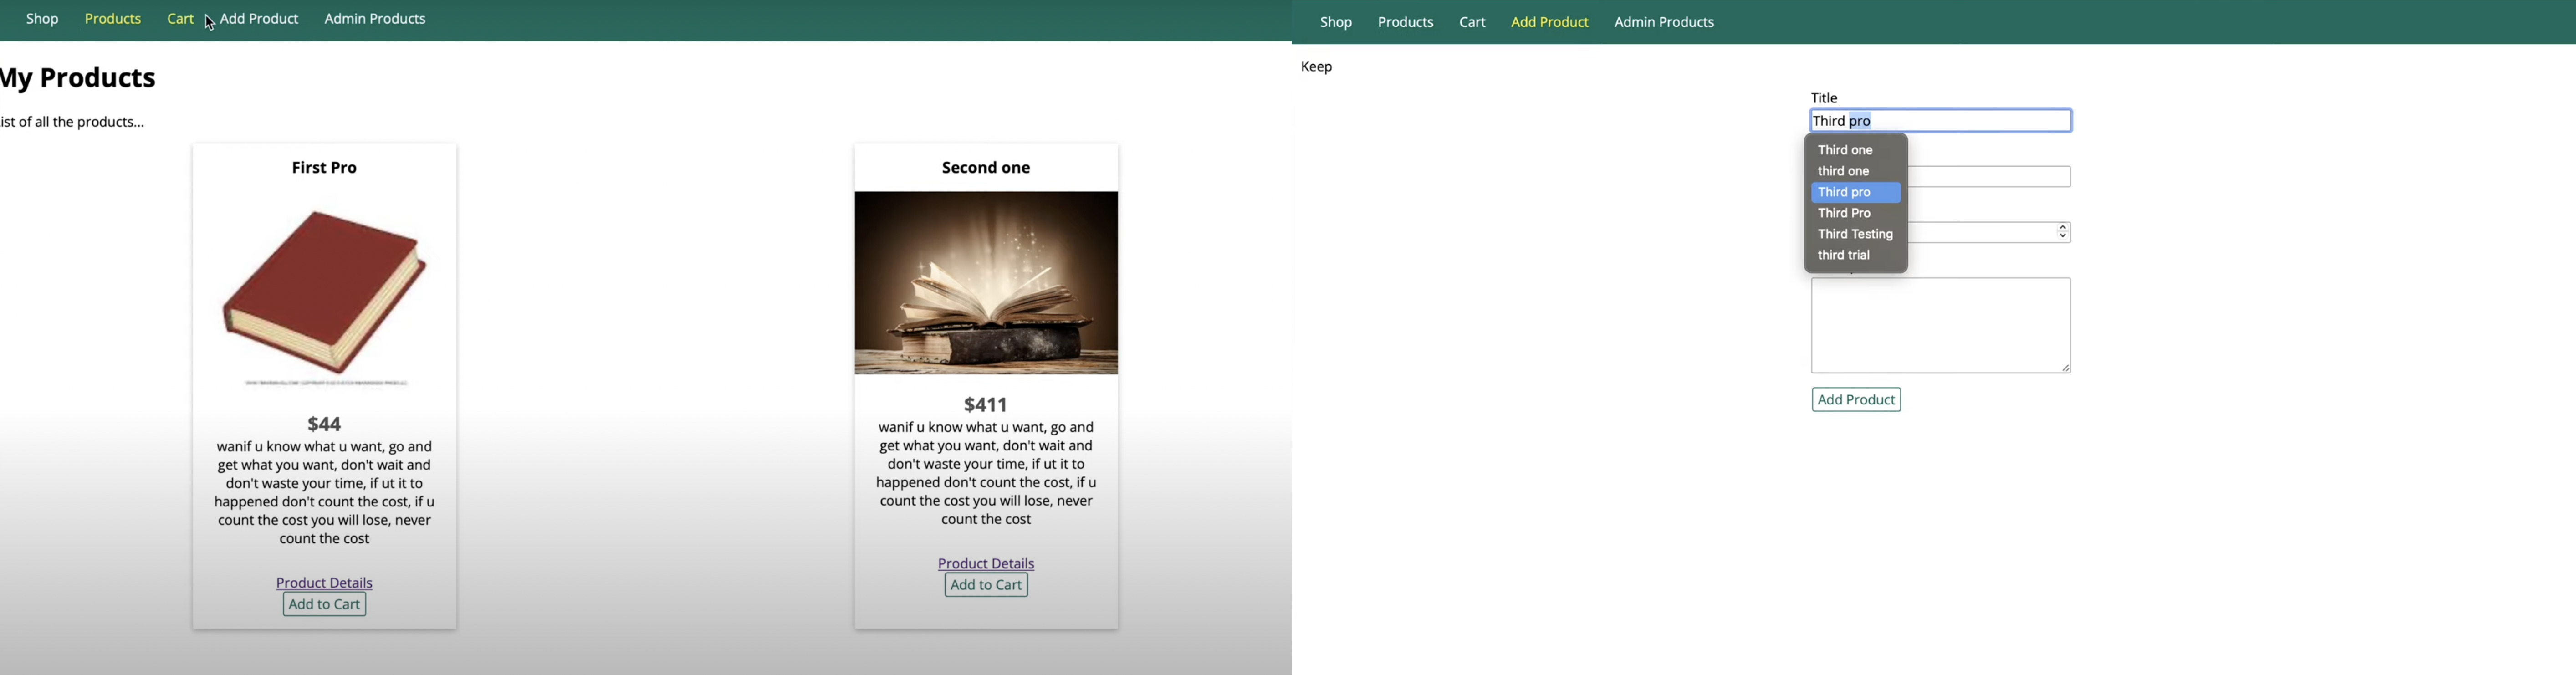 Shop Products Cart Add Product Admin Products
My Products
ist of all the products...
First Pro
$44
wanif u know what u want, go and
get what you want, don't wait and
don't waste your time, if ut it to
happened don't count the cost, if u
count the cost you will lose, never
count the cost
Product Details
Add to Cart
Second one
$411
wanif u know what u want, go and
get what you want, don't wait and
don't waste your time, if ut it to
happened don't count the cost, if u
count the cost you will lose, never
count the cost
Product Details
Add to Cart
Shop Products Cart Add Product Admin Products
Keep
Title
Third pro
Third one
third one
Third pro
Third Pro
Third Testing
third trial
Add Product